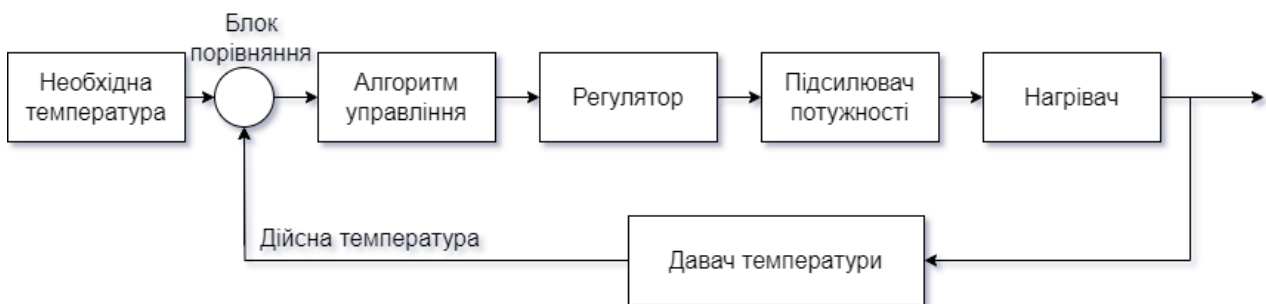 Блок
порівняння
Необхідна
температура
Алгоритм
управління
Регулятор
Підсилювач
потужності
Нагрівач
Дійсна температура
Давач температури